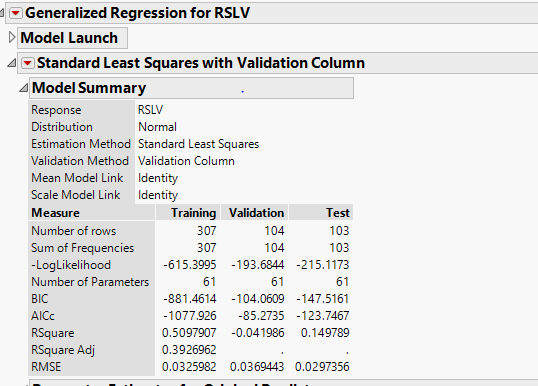 Generalized Regression for RSLV
Model Launch
Standard Least Squares with Validation Column
Model Summary
Response RSLV
Distribution Normal
Estimation Method Standard Least Squares
Validation Method Validation Column
Mean Model Link Identity
Scale Model Link Identity
Measure Training Validation Test
Number of rows 307 104 103
Sum of Frequencies 307 104 103
-LogLikelihood -615.3995 -193.6844 -215.1173
Number of Parameters 61 61 61
BIC -881.4614 -104.0609 -147.5161
AICc -1077.926 -85.2735 -123.7467
RSquare 0.5097907 -0.041986 0.149789
RSquare Adj 0.3926962 . .
RMSE 0.0325982 0.0369443 0.0297356